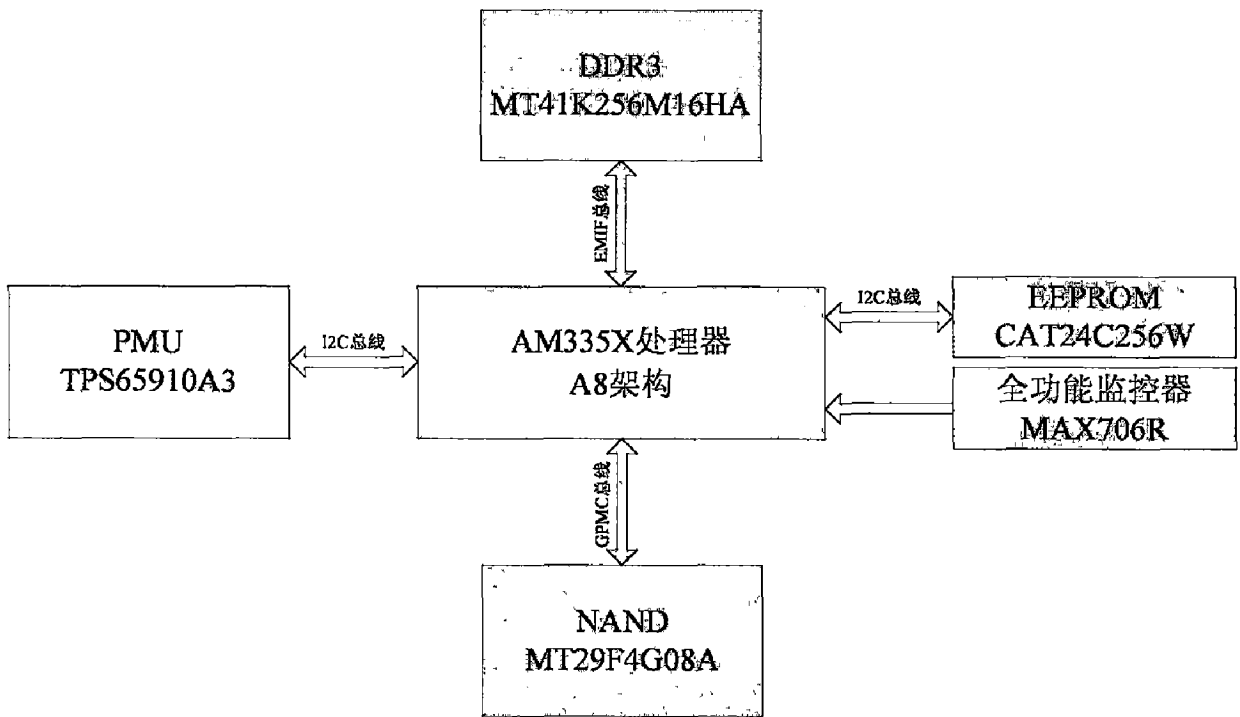 DDR3
MT41K256M16HA
EMIF总线
PMU
TPS65910A3
I2C总线
AM335X处理器
A8架构
I2C总线
EEPROM
CAT24C256W
全功能监控器
MAX706R
GPMC总线
NAND
MT29F4G08A